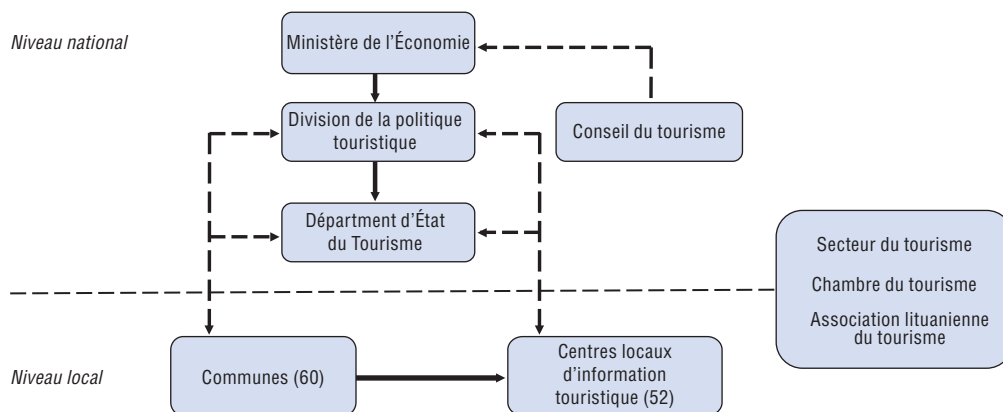 Niveau national
Ministère de l'Économie
Division de la politique
touristique
Conseil du tourisme
Départment d'État
du Tourisme
Secteur du tourisme
Chambre du tourisme
Association lituanienne
du tourisme
Niveau local
Communes (60)
Centres locaux
d'information
touristique (52)